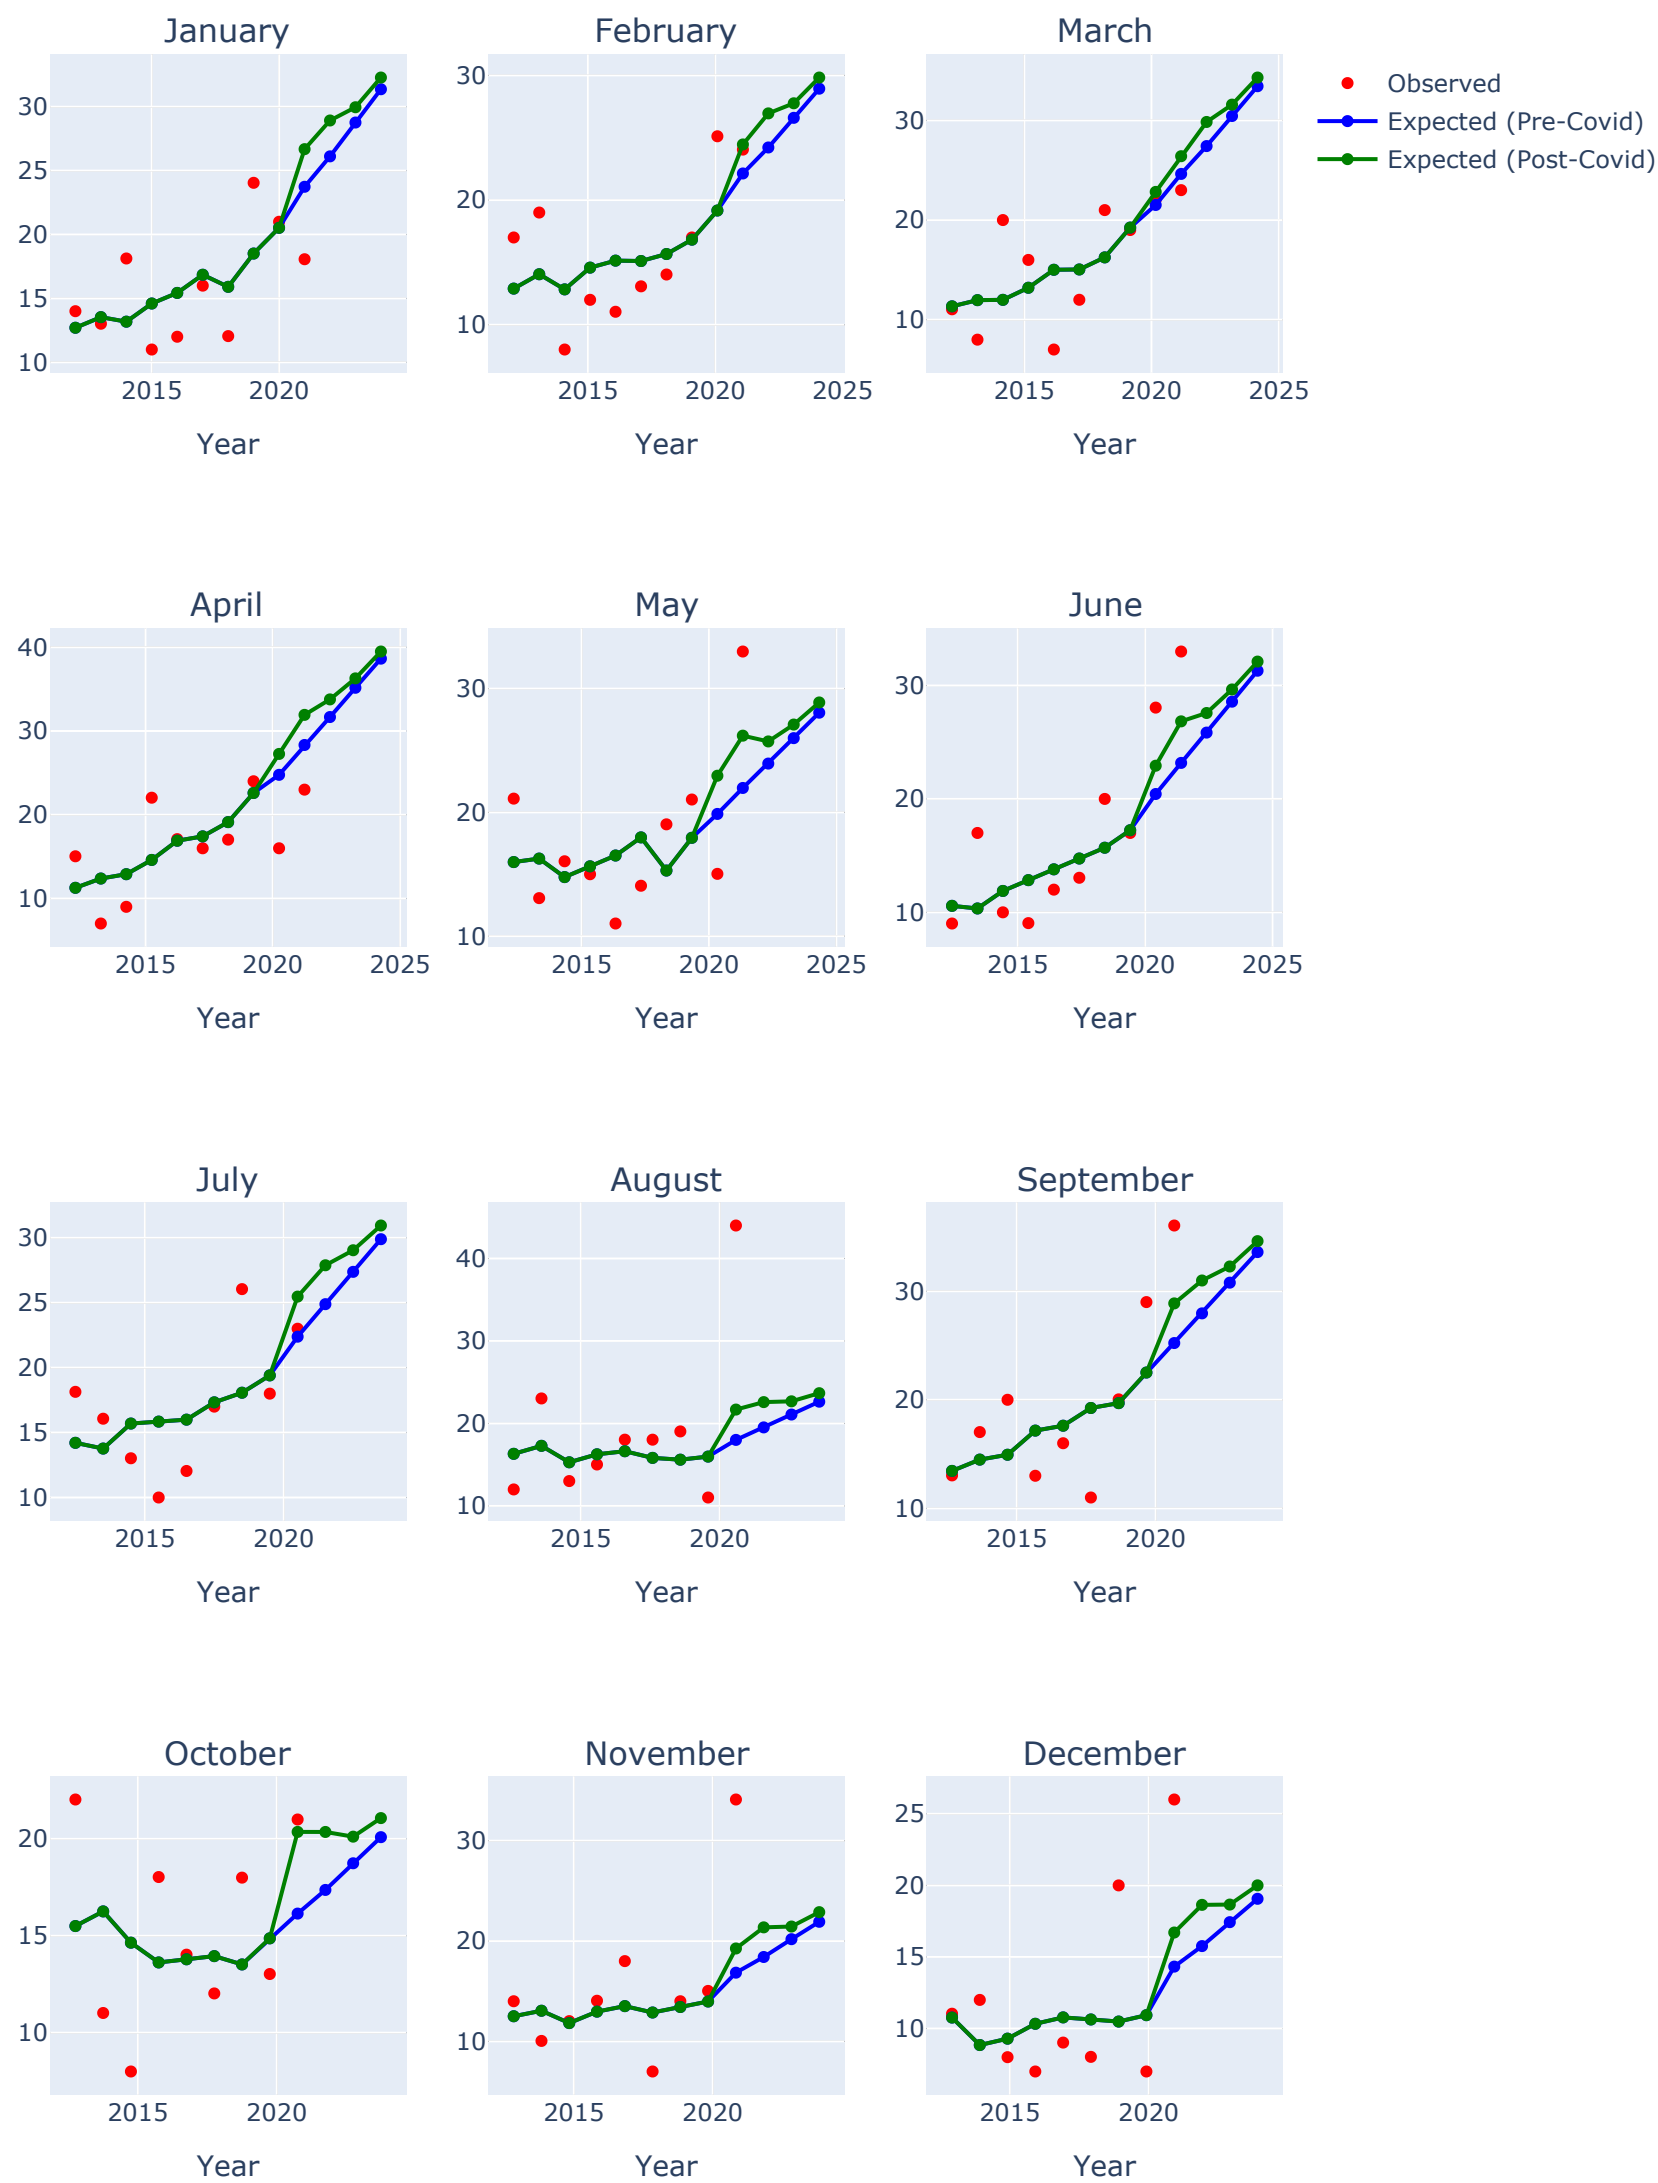 January February March
30
25
20
15
10
2015 2020
Year
30
20
10
2015 2020 2025
Year
30
20
10
2015 2020 2025
Year
Observed
Expected (Pre-Covid)
Expected (Post-Covid)
April May June
40
30
20
10
2015 2020 2025
Year
30
20
10
2015 2020 2025
Year
30
20
10
2015 2020 2025
Year
July August September
30
25
20
15
10
2015 2020
Year
40
30
20
10
2015 2020
Year
30
20
10
2015 2020
Year
October November December
20
15
10
2015 2020
Year
30
20
10
2015 2020
Year
25
20
15
10
2015 2020
Year